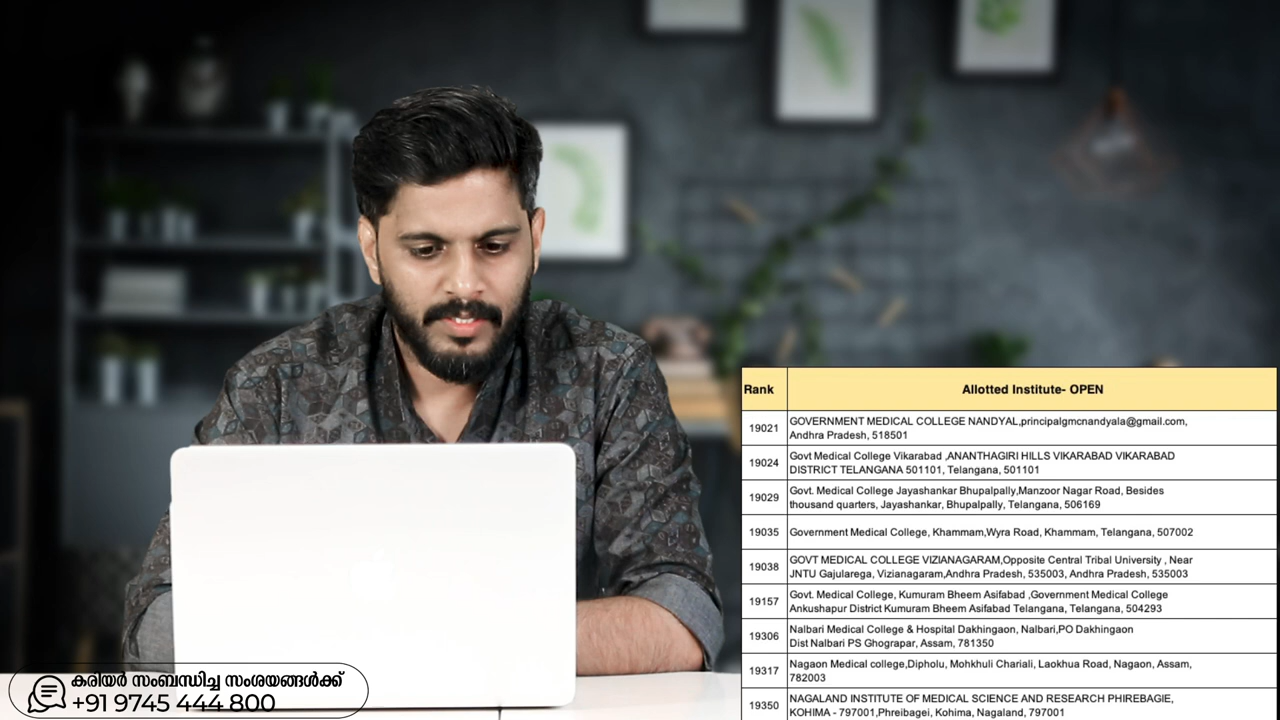 Rank
Allotted Institute- OPEN
19021
GOVERNMENT MEDICAL COLLEGE NANDYAL,principalgmcnandyala@gmail.com,
Andhra Pradesh, 518501
19024
Govt Medical College Vikarabad ,ANANTHAGIRI HILLS VIKARABAD VIKARABAD
DISTRICT TELANGANA 501101, Telangana, 501101
19029
Govt. Medical College Jayashankar Bhupalpally,Manzoor Nagar Road, Besides
thousand quarters, Jayashankar, Bhupalpally, Telangana, 506169
19035
Government Medical College, Khammam,Wyra Road, Khammam, Telangana, 507002
19038
GOVT MEDICAL COLLEGE VIZIANAGARAM,Opposite Central Tribal University , Near
JNTU Gajularega, Vizianagaram,Andhra Pradesh, 535003, Andhra Pradesh, 535003
19157
Govt. Medical College, Kumuram Bheem Asifabad ,Government Medical College
Ankushapur District Kumuram Bheem Asifabad Telangana, Telangana, 504293
19306
Nalbari Medical College & Hospital Dakhingaon, Nalbari,PO Dakhingaon
Dist Nalbari PS Ghograpar, Assam, 781350
19317
Nagaon Medical college,Dipholu, Mohkhuli Chariali, Laokhua Road, Nagaon, Assam,
782003
19350
NAGALAND INSTITUTE OF MEDICAL SCIENCE AND RESEARCH PHIREBAGIE,
KOHIMA - 797001,Phreibagei, Kohima, Nagaland, 797001
കരിയർ സംബന്ധിച്ച സംശയങ്ങൾക്ക്
+91 9745 444 800